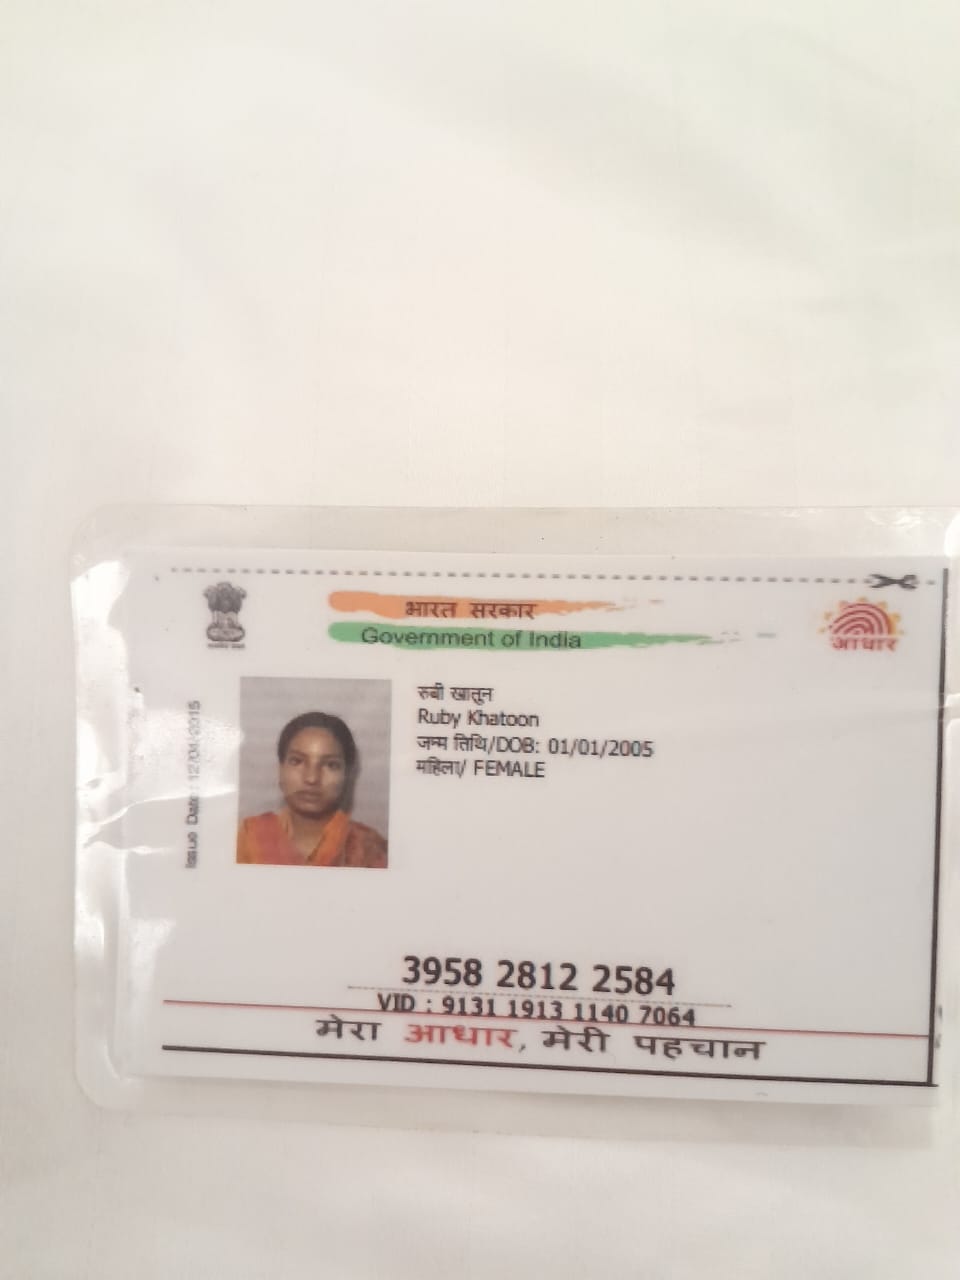 भारत सरकार
Government of India
आधार
Issue Date: 12/04/2015
रुबी खातून
Ruby Khatoon
जन्म तिथि/DOB: 01/01/2005
महिला/ FEMALE
3958 2812 2584
VID : 9131 1913 1140 7064
मेरा आधार, मेरी पहचान